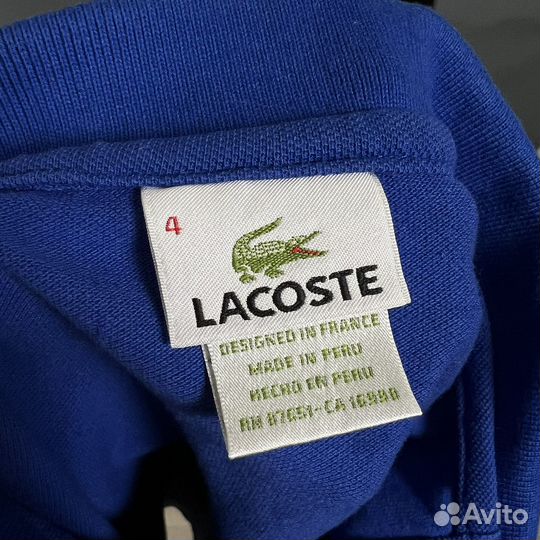 4
LACOSTE
DESIGNED IN FRANCE
MADE IN PERU
HECHO EN PERU
RN 87651-CA 16990
Avito